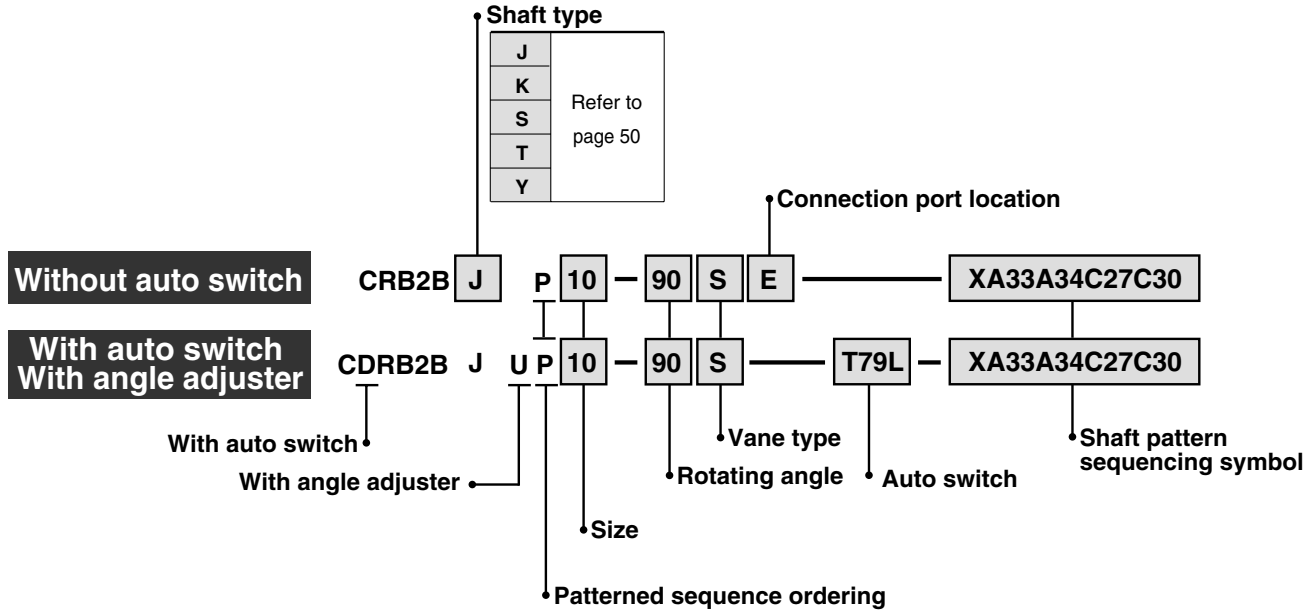 Shaft type
J
K
S
T
Y
Refer to
page 50
Connection port location
Without auto switch
CRB2B J P 10 — 90 S E — XA33A34C27C30
With auto switch
With angle adjuster
CDRB2B J U P 10 — 90 S — T79L — XA33A34C27C30
With auto switch
With angle adjuster
Size
Patterned sequence ordering
Rotating angle
Vane type
Auto switch
Shaft pattern
sequencing symbol